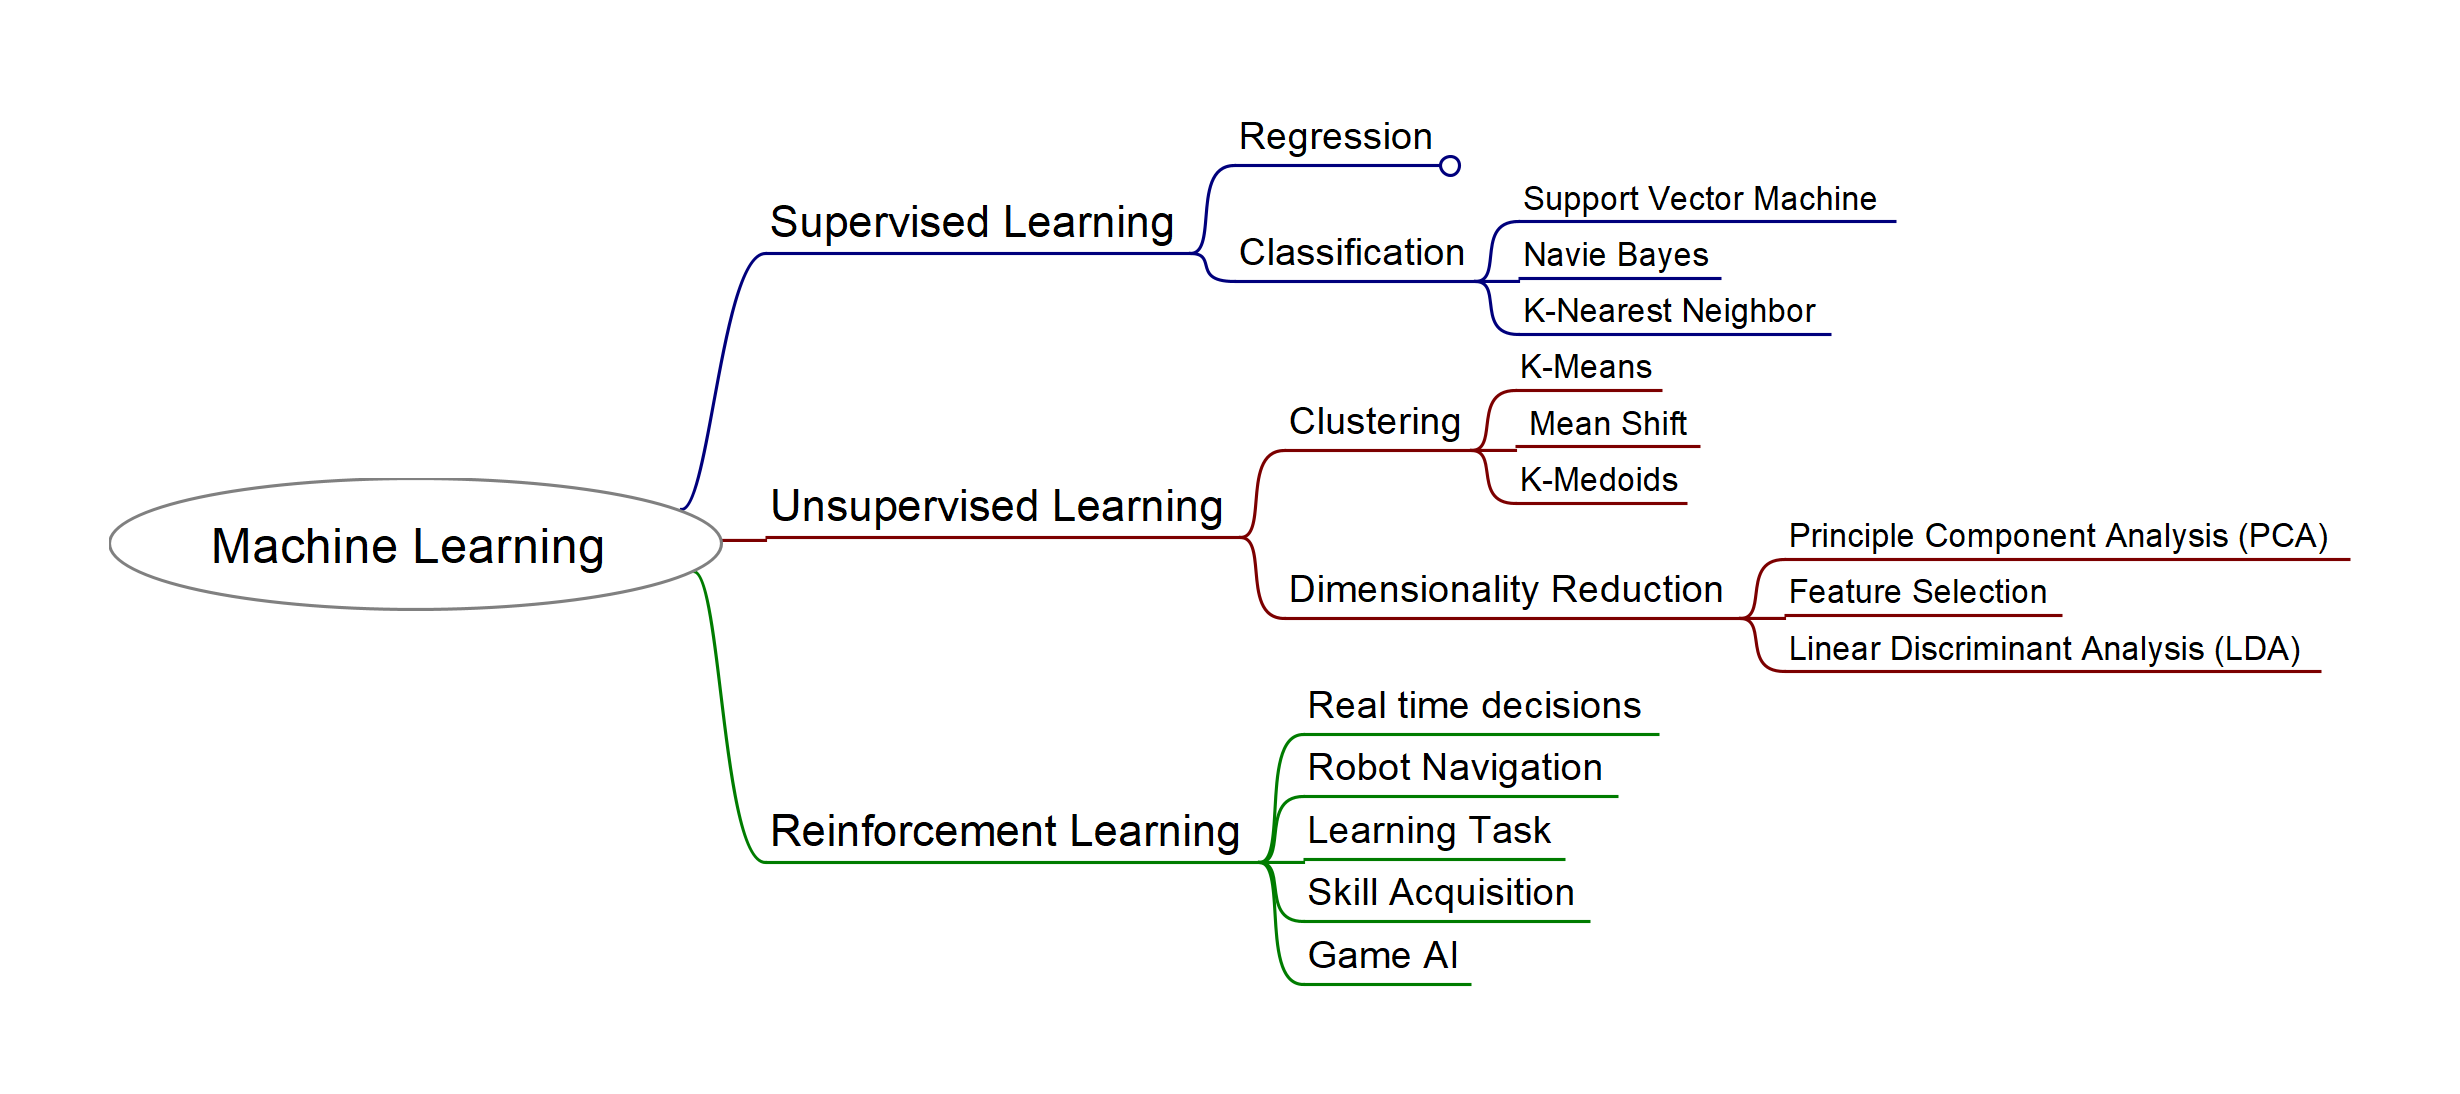 Machine Learning
Supervised Learning
Regression
Classification
Support Vector Machine
Navie Bayes
K-Nearest Neighbor
Unsupervised Learning
Clustering
K-Means
Mean Shift
K-Medoids
Dimensionality Reduction
Principle Component Analysis (PCA)
Feature Selection
Linear Discriminant Analysis (LDA)
Reinforcement Learning
Real time decisions
Robot Navigation
Learning Task
Skill Acquisition
Game AI